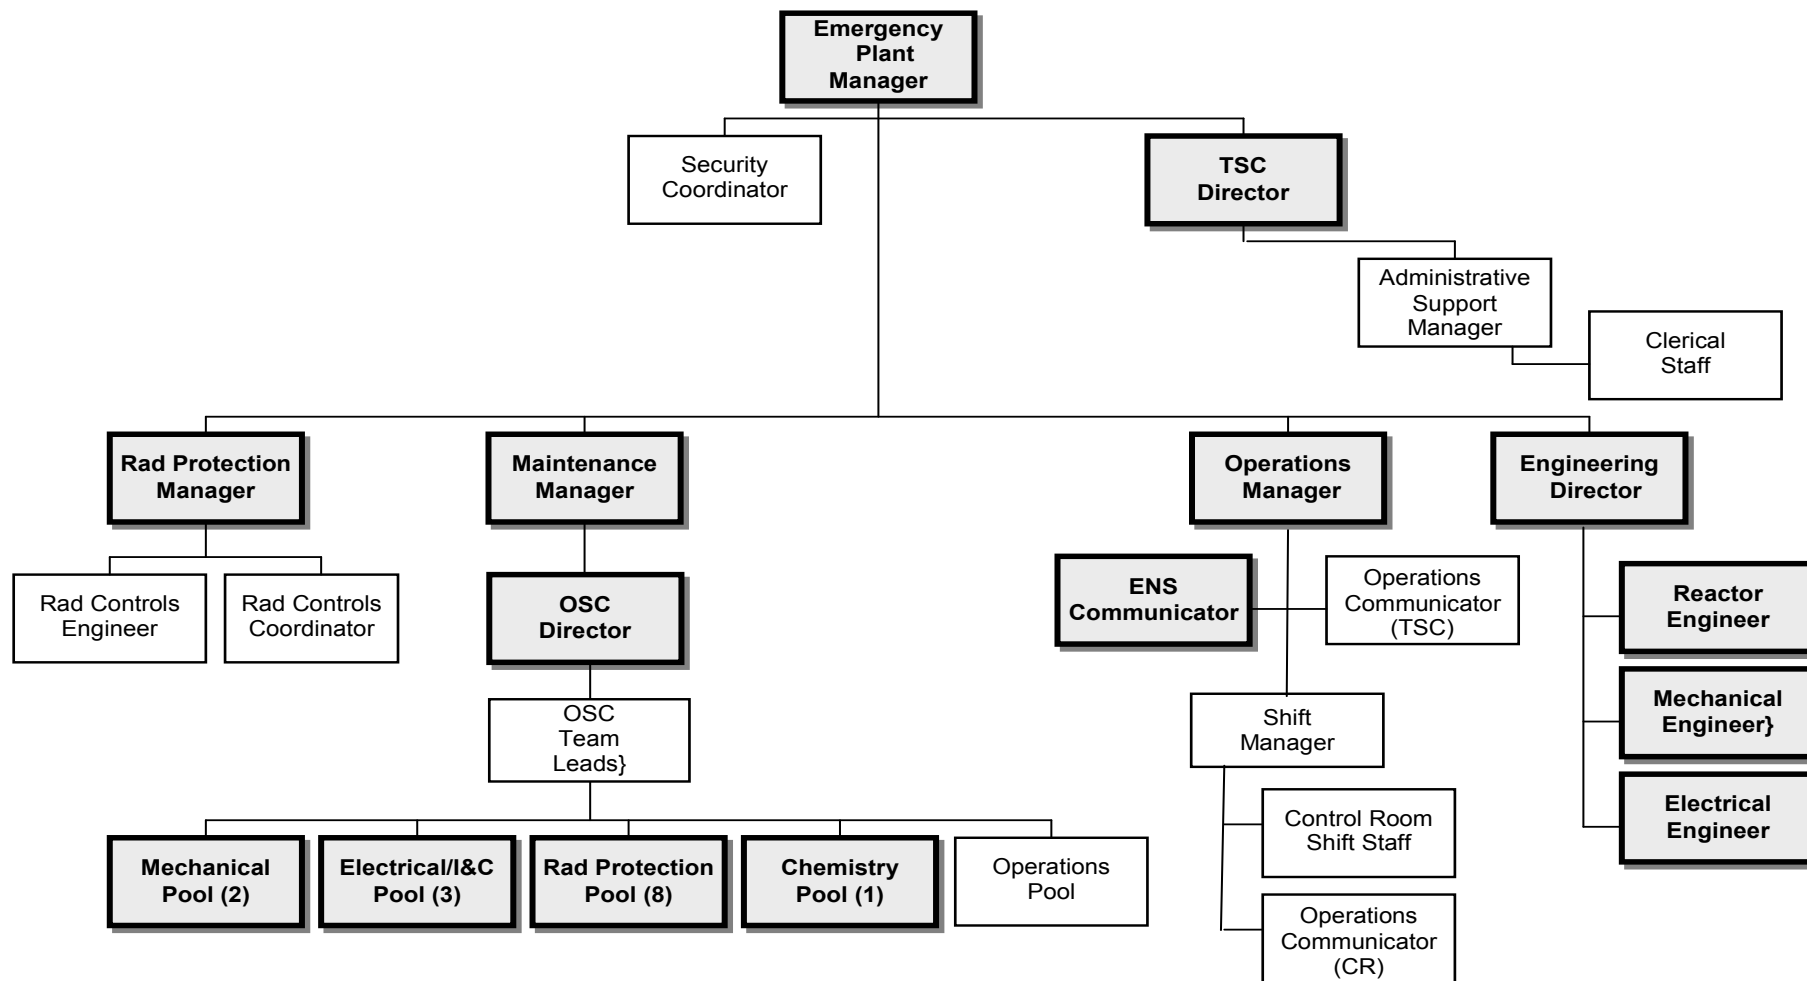 Emergency
Plant
Manager
Security
Coordinator
TSC
Director
Administrative
Support
Manager
Clerical
Staff
Rad Protection
Manager
Maintenance
Manager
Operations
Manager
Engineering
Director
Rad Controls
Engineer
Rad Controls
Coordinator
OSC
Director
ENS
Communicator
Operations
Communicator
(TSC)
Reactor
Engineer
Mechanical
Engineer}
Electrical
Engineer
OSC
Team
Leads}
Shift
Manager
Control Room
Shift Staff
Operations
Communicator
(CR)
Mechanical
Pool (2)
Electrical/I&C
Pool (3)
Rad Protection
Pool (8)
Chemistry
Pool (1)
Operations
Pool